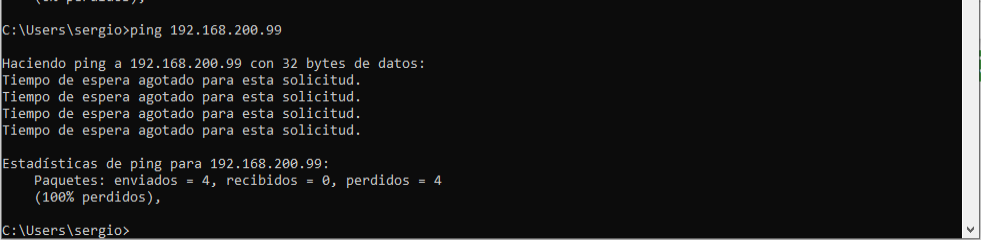 (0% perdidos),
C:\Users\sergio>ping 192.168.200.99
Haciendo ping a 192.168.200.99 con 32 bytes de datos:
Tiempo de espera agotado para esta solicitud.
Tiempo de espera agotado para esta solicitud.
Tiempo de espera agotado para esta solicitud.
Tiempo de espera agotado para esta solicitud.
Estadísticas de ping para 192.168.200.99:
    Paquetes: enviados = 4, recibidos = 0, perdidos = 4
    (100% perdidos),
C:\Users\sergio>